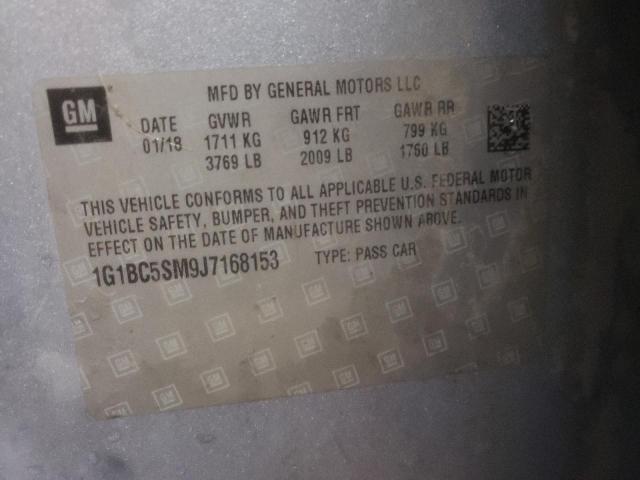 GM
MFD BY GENERAL MOTORS LLC
DATE GVWR GAWR FRT GAWR RR
01/18 1711 KG 912 KG 799 KG
3769 LB 2009 LB 1760 LB
THIS VEHICLE CONFORMS TO ALL APPLICABLE U.S. FEDERAL MOTOR
VEHICLE SAFETY, BUMPER, AND THEFT PREVENTION STANDARDS IN
EFFECT ON THE DATE OF MANUFACTURE SHOWN ABOVE.
1G1BC5SM9J7168153 TYPE: PASS CAR